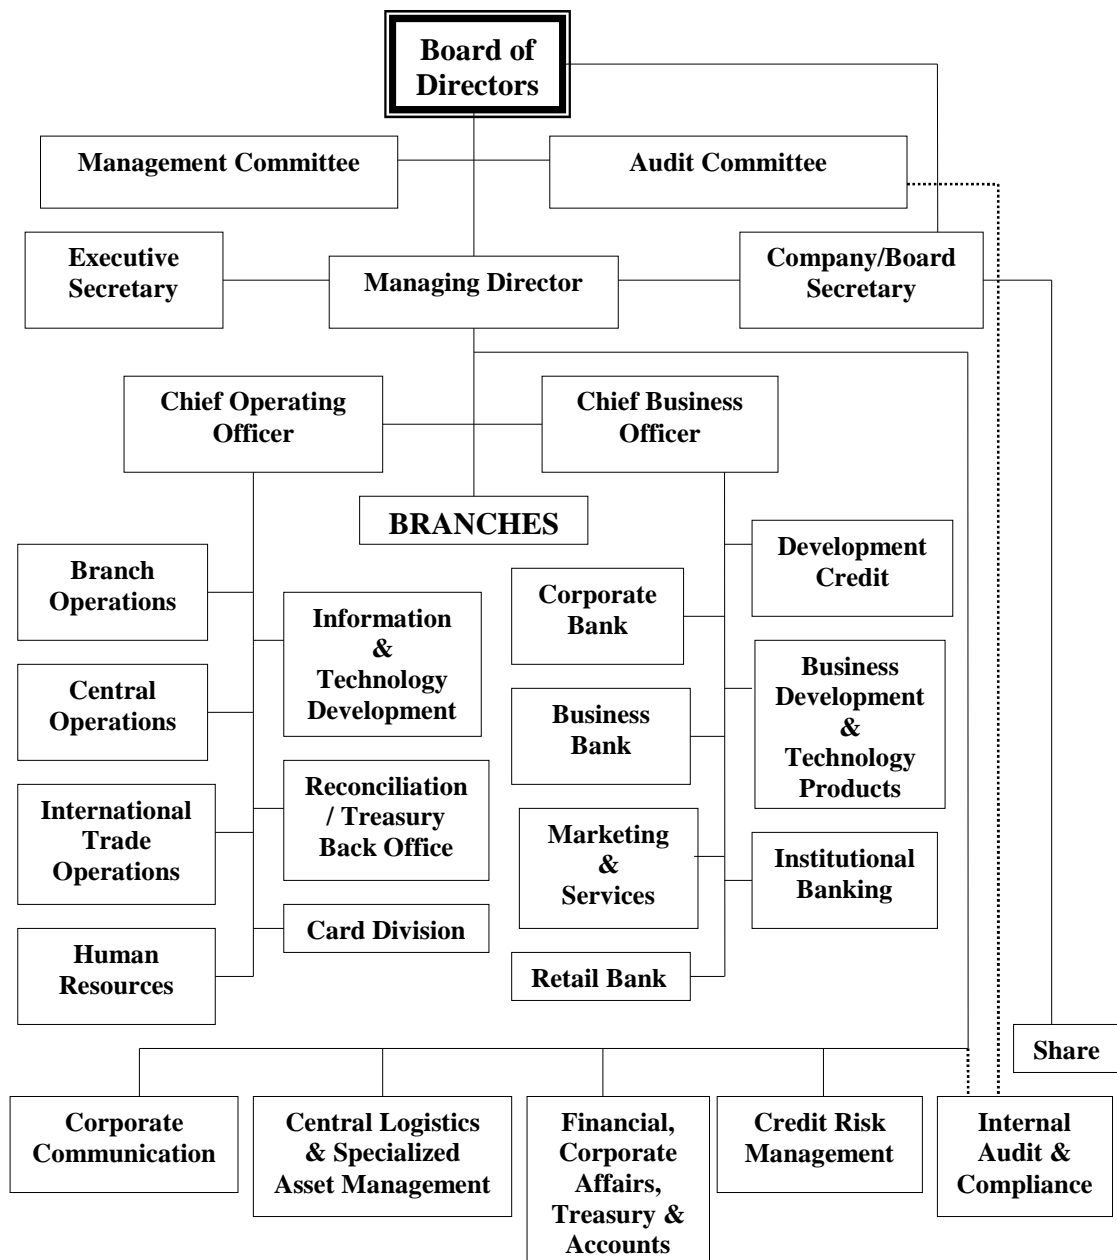 Board of
Directors
Management Committee
Audit Committee
Executive
Secretary
Managing Director
Company/Board
Secretary
Chief Operating
Officer
Chief Business
Officer
BRANCHES
Branch
Operations
Information
&
Technology
Development
Central
Operations
Reconciliation
/ Treasury
Back Office
International
Trade
Operations
Card Division
Human
Resources
Development
Credit
Corporate
Bank
Business
Development
&
Technology
Products
Business
Bank
Marketing
&
Services
Institutional
Banking
Retail Bank
Share
Corporate
Communication
Central Logistics
& Specialized
Asset Management
Financial,
Corporate
Affairs,
Treasury &
Accounts
Credit Risk
Management
Internal
Audit &
Compliance